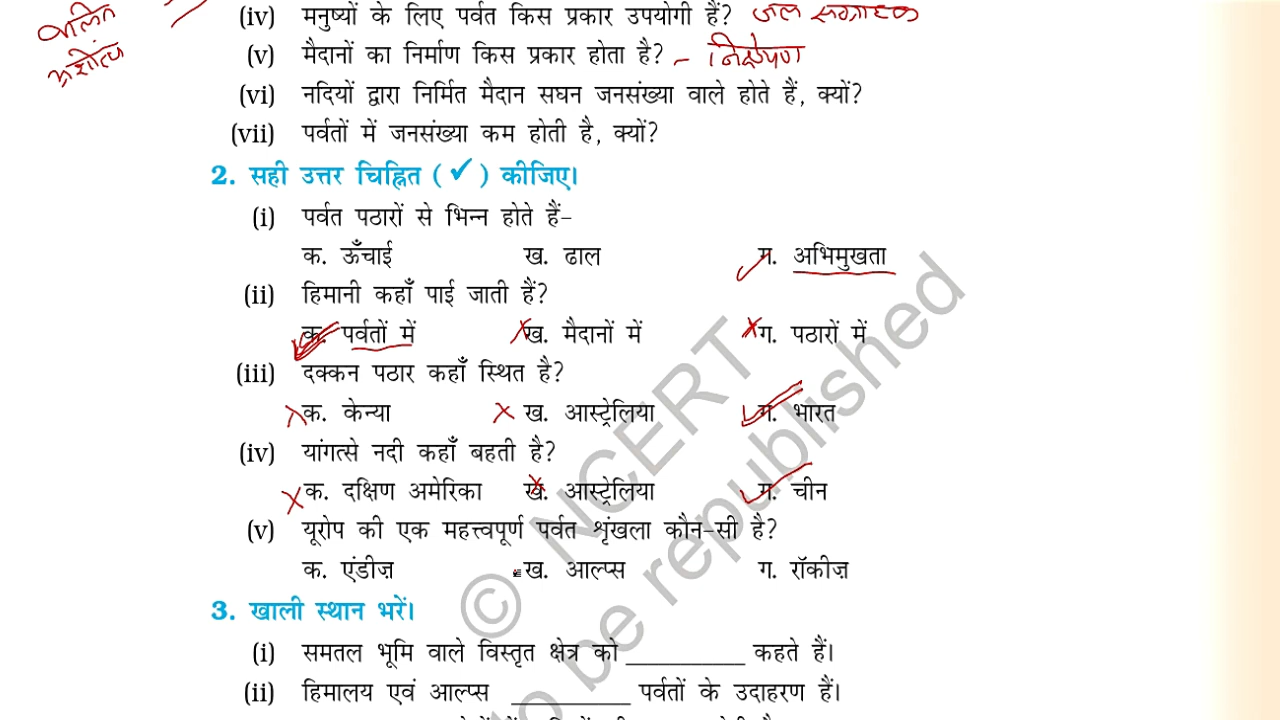 वलित
भ्रंशोत्थ
(iv) मनुष्यों के लिए पर्वत किस प्रकार उपयोगी हैं? जल संग्राहक
(v) मैदानों का निर्माण किस प्रकार होता है? - निक्षेपण
(vi) नदियों द्वारा निर्मित मैदान सघन जनसंख्या वाले होते हैं, क्यों?
(vii) पर्वतों में जनसंख्या कम होती है, क्यों?
2. सही उत्तर चिह्नित (✓) कीजिए।
(i) पर्वत पठारों से भिन्न होते हैं-
क. ऊँचाई ख. ढाल ग. अभिमुखता
(ii) हिमानी कहाँ पाई जाती हैं?
क. पर्वतों में ख. मैदानों में ग. पठारों में
(iii) दक्कन पठार कहाँ स्थित है?
क. केन्या ख. आस्ट्रेलिया ग. भारत
(iv) यांगत्से नदी कहाँ बहती है?
क. दक्षिण अमेरिका ख. आस्ट्रेलिया ग. चीन
(v) यूरोप की एक महत्त्वपूर्ण पर्वत शृंखला कौन-सी है?
क. एंडीज़ ख. आल्प्स ग. रॉकीज़
3. खाली स्थान भरें।
(i) समतल भूमि वाले विस्तृत क्षेत्र को __________ कहते हैं।
(ii) हिमालय एवं आल्प्स __________ पर्वतों के उदाहरण हैं।
© NCERT
to be republished